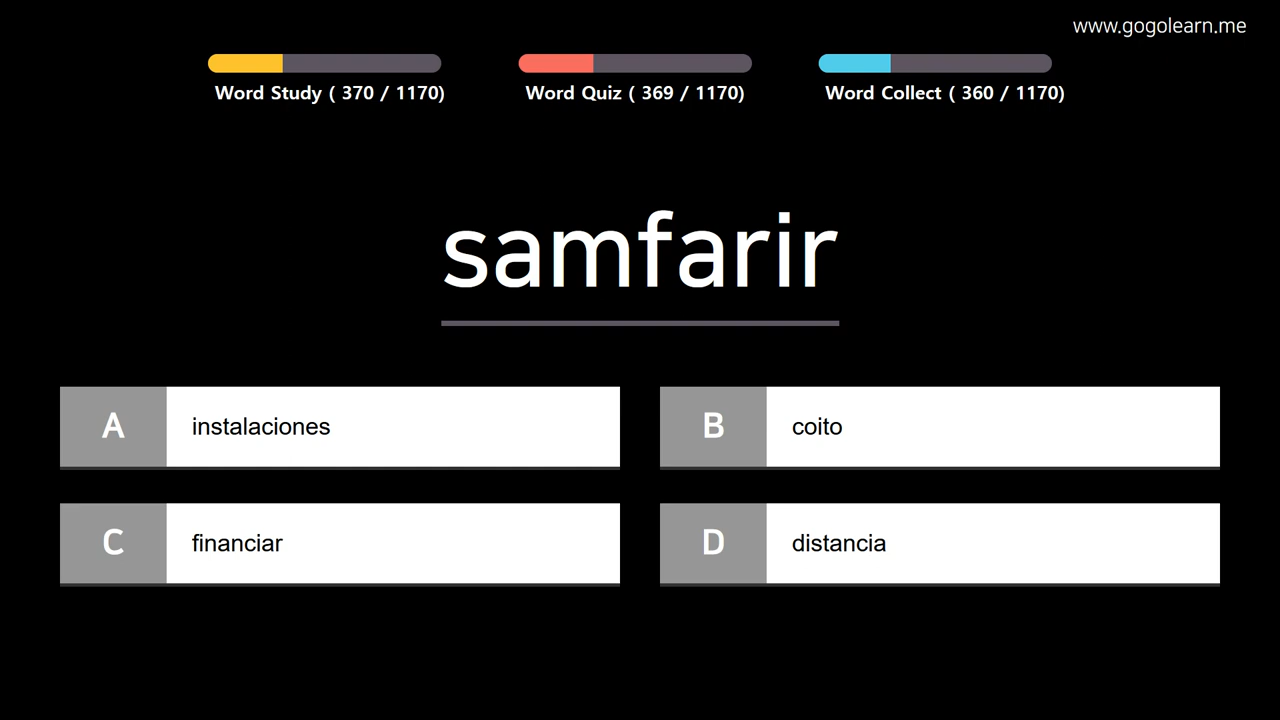 www.gogolearn.me
Word Study ( 370 / 1170)
Word Quiz ( 369 / 1170)
Word Collect ( 360 / 1170)
samfarir
A
instalaciones
B
coito
C
financiar
D
distancia